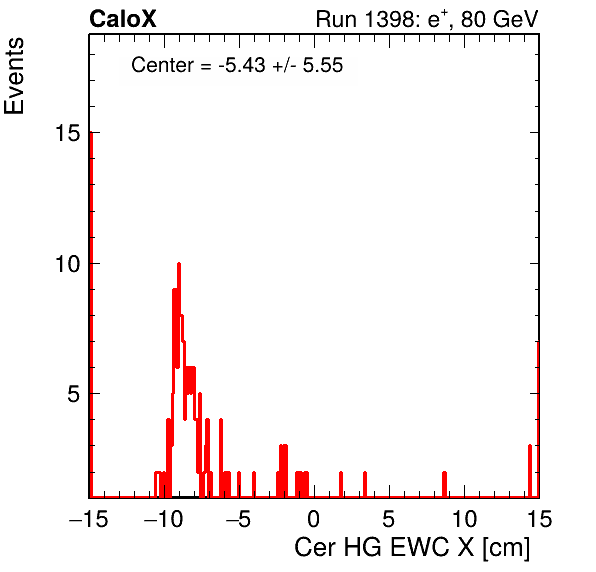 CaloX Run 1398: e⁺, 80 GeV
Events
Center = -5.43 +/- 5.55
15
10
5
−15 −10 −5 0 5 10 15
Cer HG EWC X [cm]